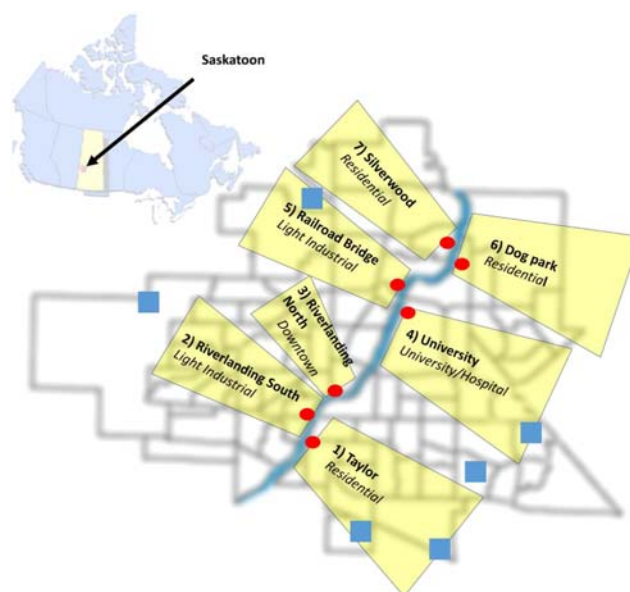 Saskatoon
7) Silverwood
Residential
5) Railroad Bridge
Light Industrial
6) Dog park
Residential
3) Riverlanding
North
Downtown
4) University
University/Hospital
2) Riverlanding South
Light Industrial
1) Taylor
Residential